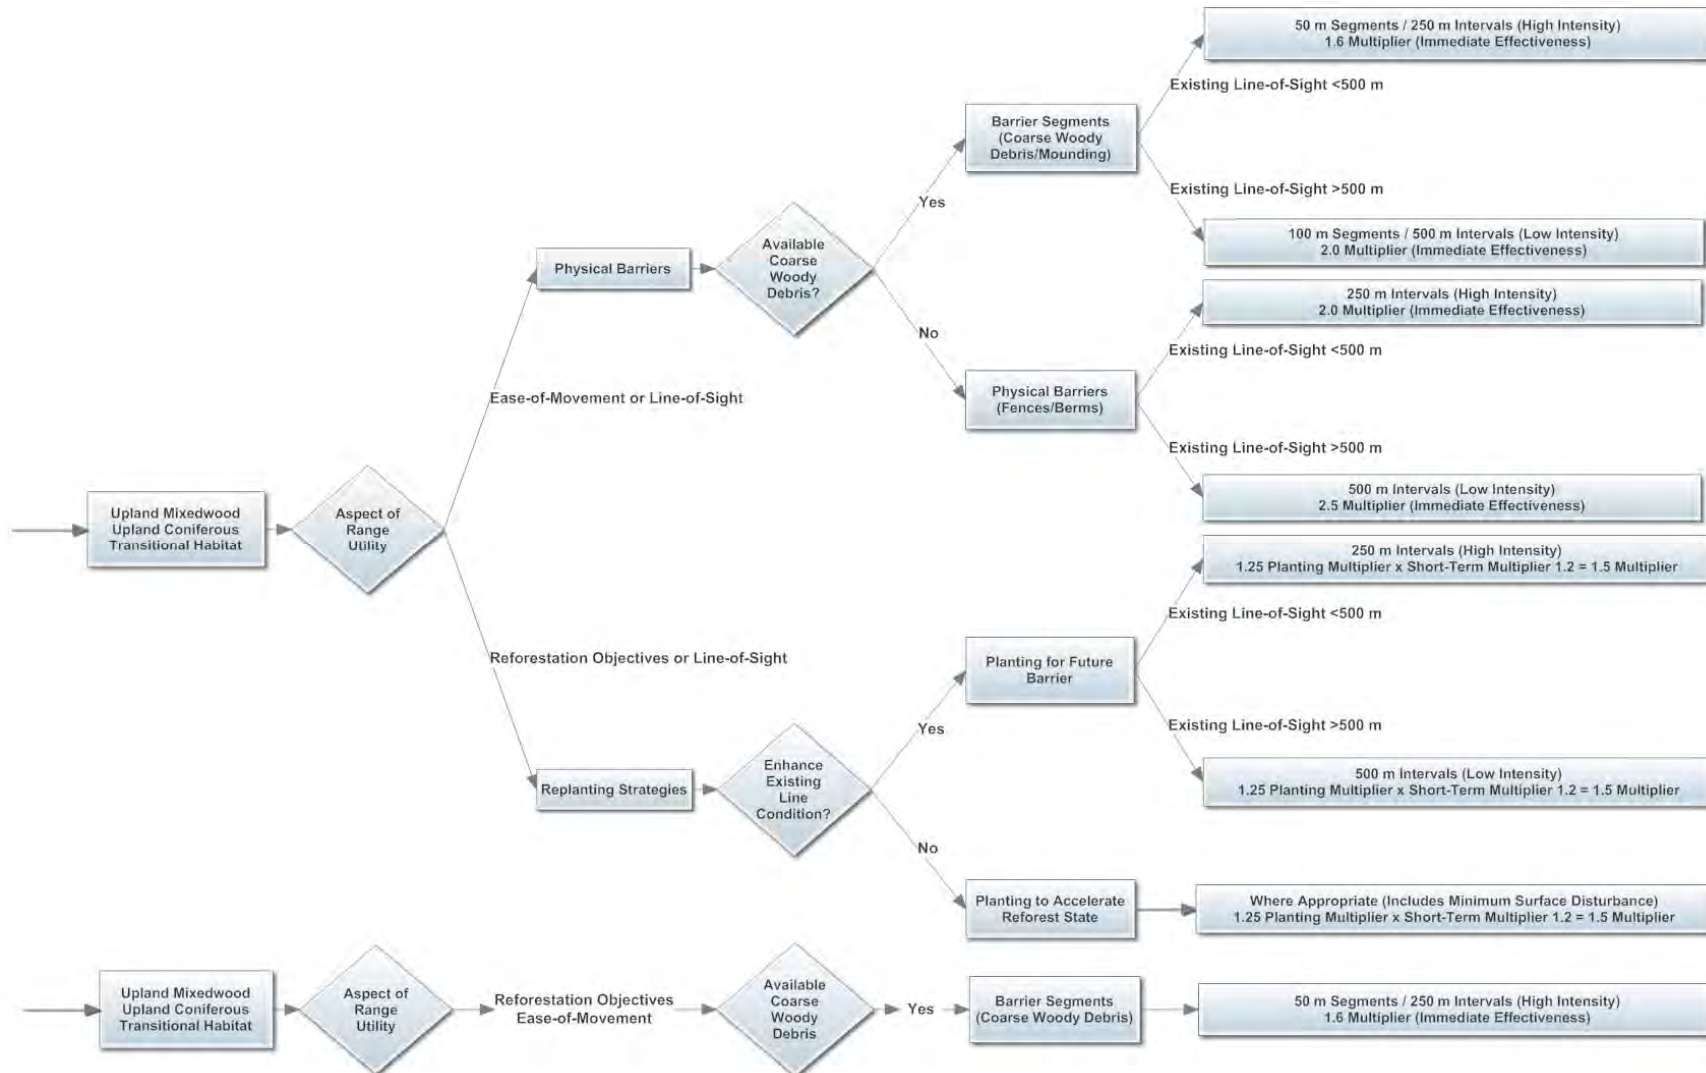 50 m Segments / 250 m Intervals (High Intensity)
1.6 Multiplier (Immediate Effectiveness)
Existing Line-of-Sight <500 m
Barrier Segments
(Coarse Woody
Debris/Mounding)
Existing Line-of-Sight >500 m
Yes
100 m Segments / 500 m Intervals (Low Intensity)
2.0 Multiplier (Immediate Effectiveness)
Physical Barriers
Available
Coarse
Woody
Debris?
250 m Intervals (High Intensity)
2.0 Multiplier (Immediate Effectiveness)
No
Existing Line-of-Sight <500 m
Physical Barriers
(Fences/Berms)
Ease-of-Movement or Line-of-Sight
Existing Line-of-Sight >500 m
500 m Intervals (Low Intensity)
2.5 Multiplier (Immediate Effectiveness)
Upland Mixedwood
Upland Coniferous
Transitional Habitat
Aspect of
Range
Utility
250 m Intervals (High Intensity)
1.25 Planting Multiplier x Short-Term Multiplier 1.2 = 1.5 Multiplier
Existing Line-of-Sight <500 m
Reforestation Objectives or Line-of-Sight
Planting for Future
Barrier
Yes
Existing Line-of-Sight >500 m
Replanting Strategies
Enhance
Existing
Line
Condition?
500 m Intervals (Low Intensity)
1.25 Planting Multiplier x Short-Term Multiplier 1.2 = 1.5 Multiplier
No
Planting to Accelerate
Reforest State
Where Appropriate (Includes Minimum Surface Disturbance)
1.25 Planting Multiplier x Short-Term Multiplier 1.2 = 1.5 Multiplier
Upland Mixedwood
Upland Coniferous
Transitional Habitat
Aspect of
Range
Utility
Reforestation Objectives
Ease-of-Movement
Available
Coarse
Woody
Debris
Yes
Barrier Segments
(Coarse Woody Debris)
50 m Segments / 250 m Intervals (High Intensity)
1.6 Multiplier (Immediate Effectiveness)